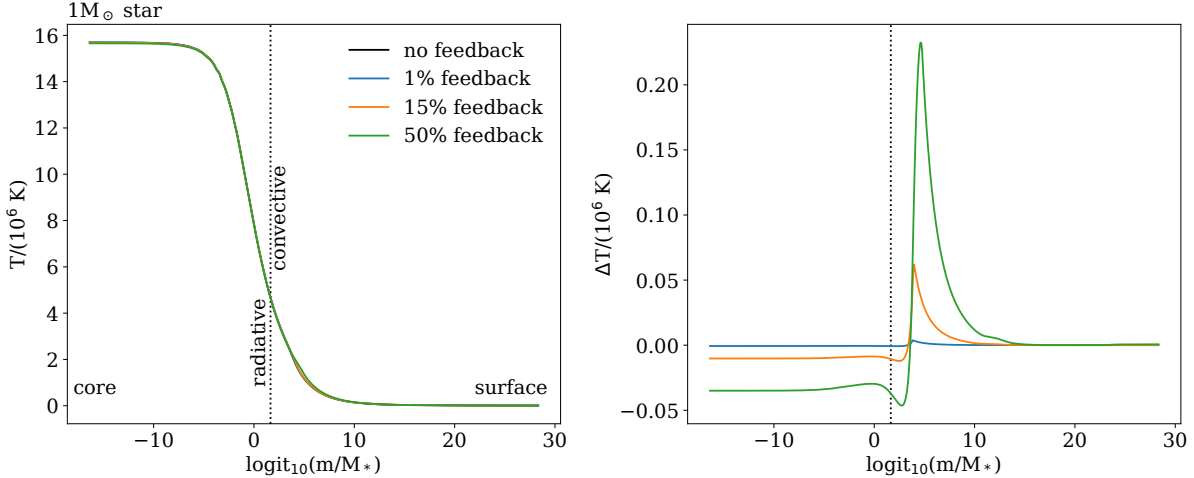 1M⊙ star
T/(10⁶ K)
16
14
12
10
8
6
4
2
0
no feedback
1% feedback
15% feedback
50% feedback
convective
radiative
core
surface
−10
0
10
20
30
logit₁₀(m/M*)
ΔT/(10⁶ K)
0.20
0.15
0.10
0.05
0.00
−0.05
−10
0
10
20
30
logit₁₀(m/M*)